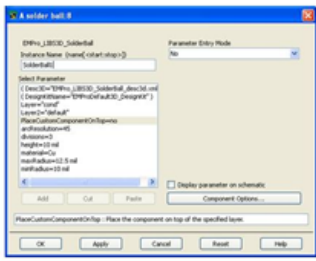 A solder ball:8
EMPro_LIBS3D_SolderBall
Instance Name (name[<start:stop>])
SolderBall1
Select Parameter
( Desc3D="EMPro_LIBS3D_SolderBall_desc3d.xml
( DesignKitName="EMProDefault3D_DesignKit" )
Layer="cond"
Layer2="default"
PlaceCustomComponentOnTop=no
arcResolution=45
divisions=3
height=10 mil
material=Cu
maxRadius=12.5 mil
minRadius=10 mil
Add Cut Paste
Parameter Entry Mode
No
Display parameter on schematic
Component Options...
PlaceCustomComponentOnTop : Place the component on top of the specified layer.
OK Apply Cancel Reset Help